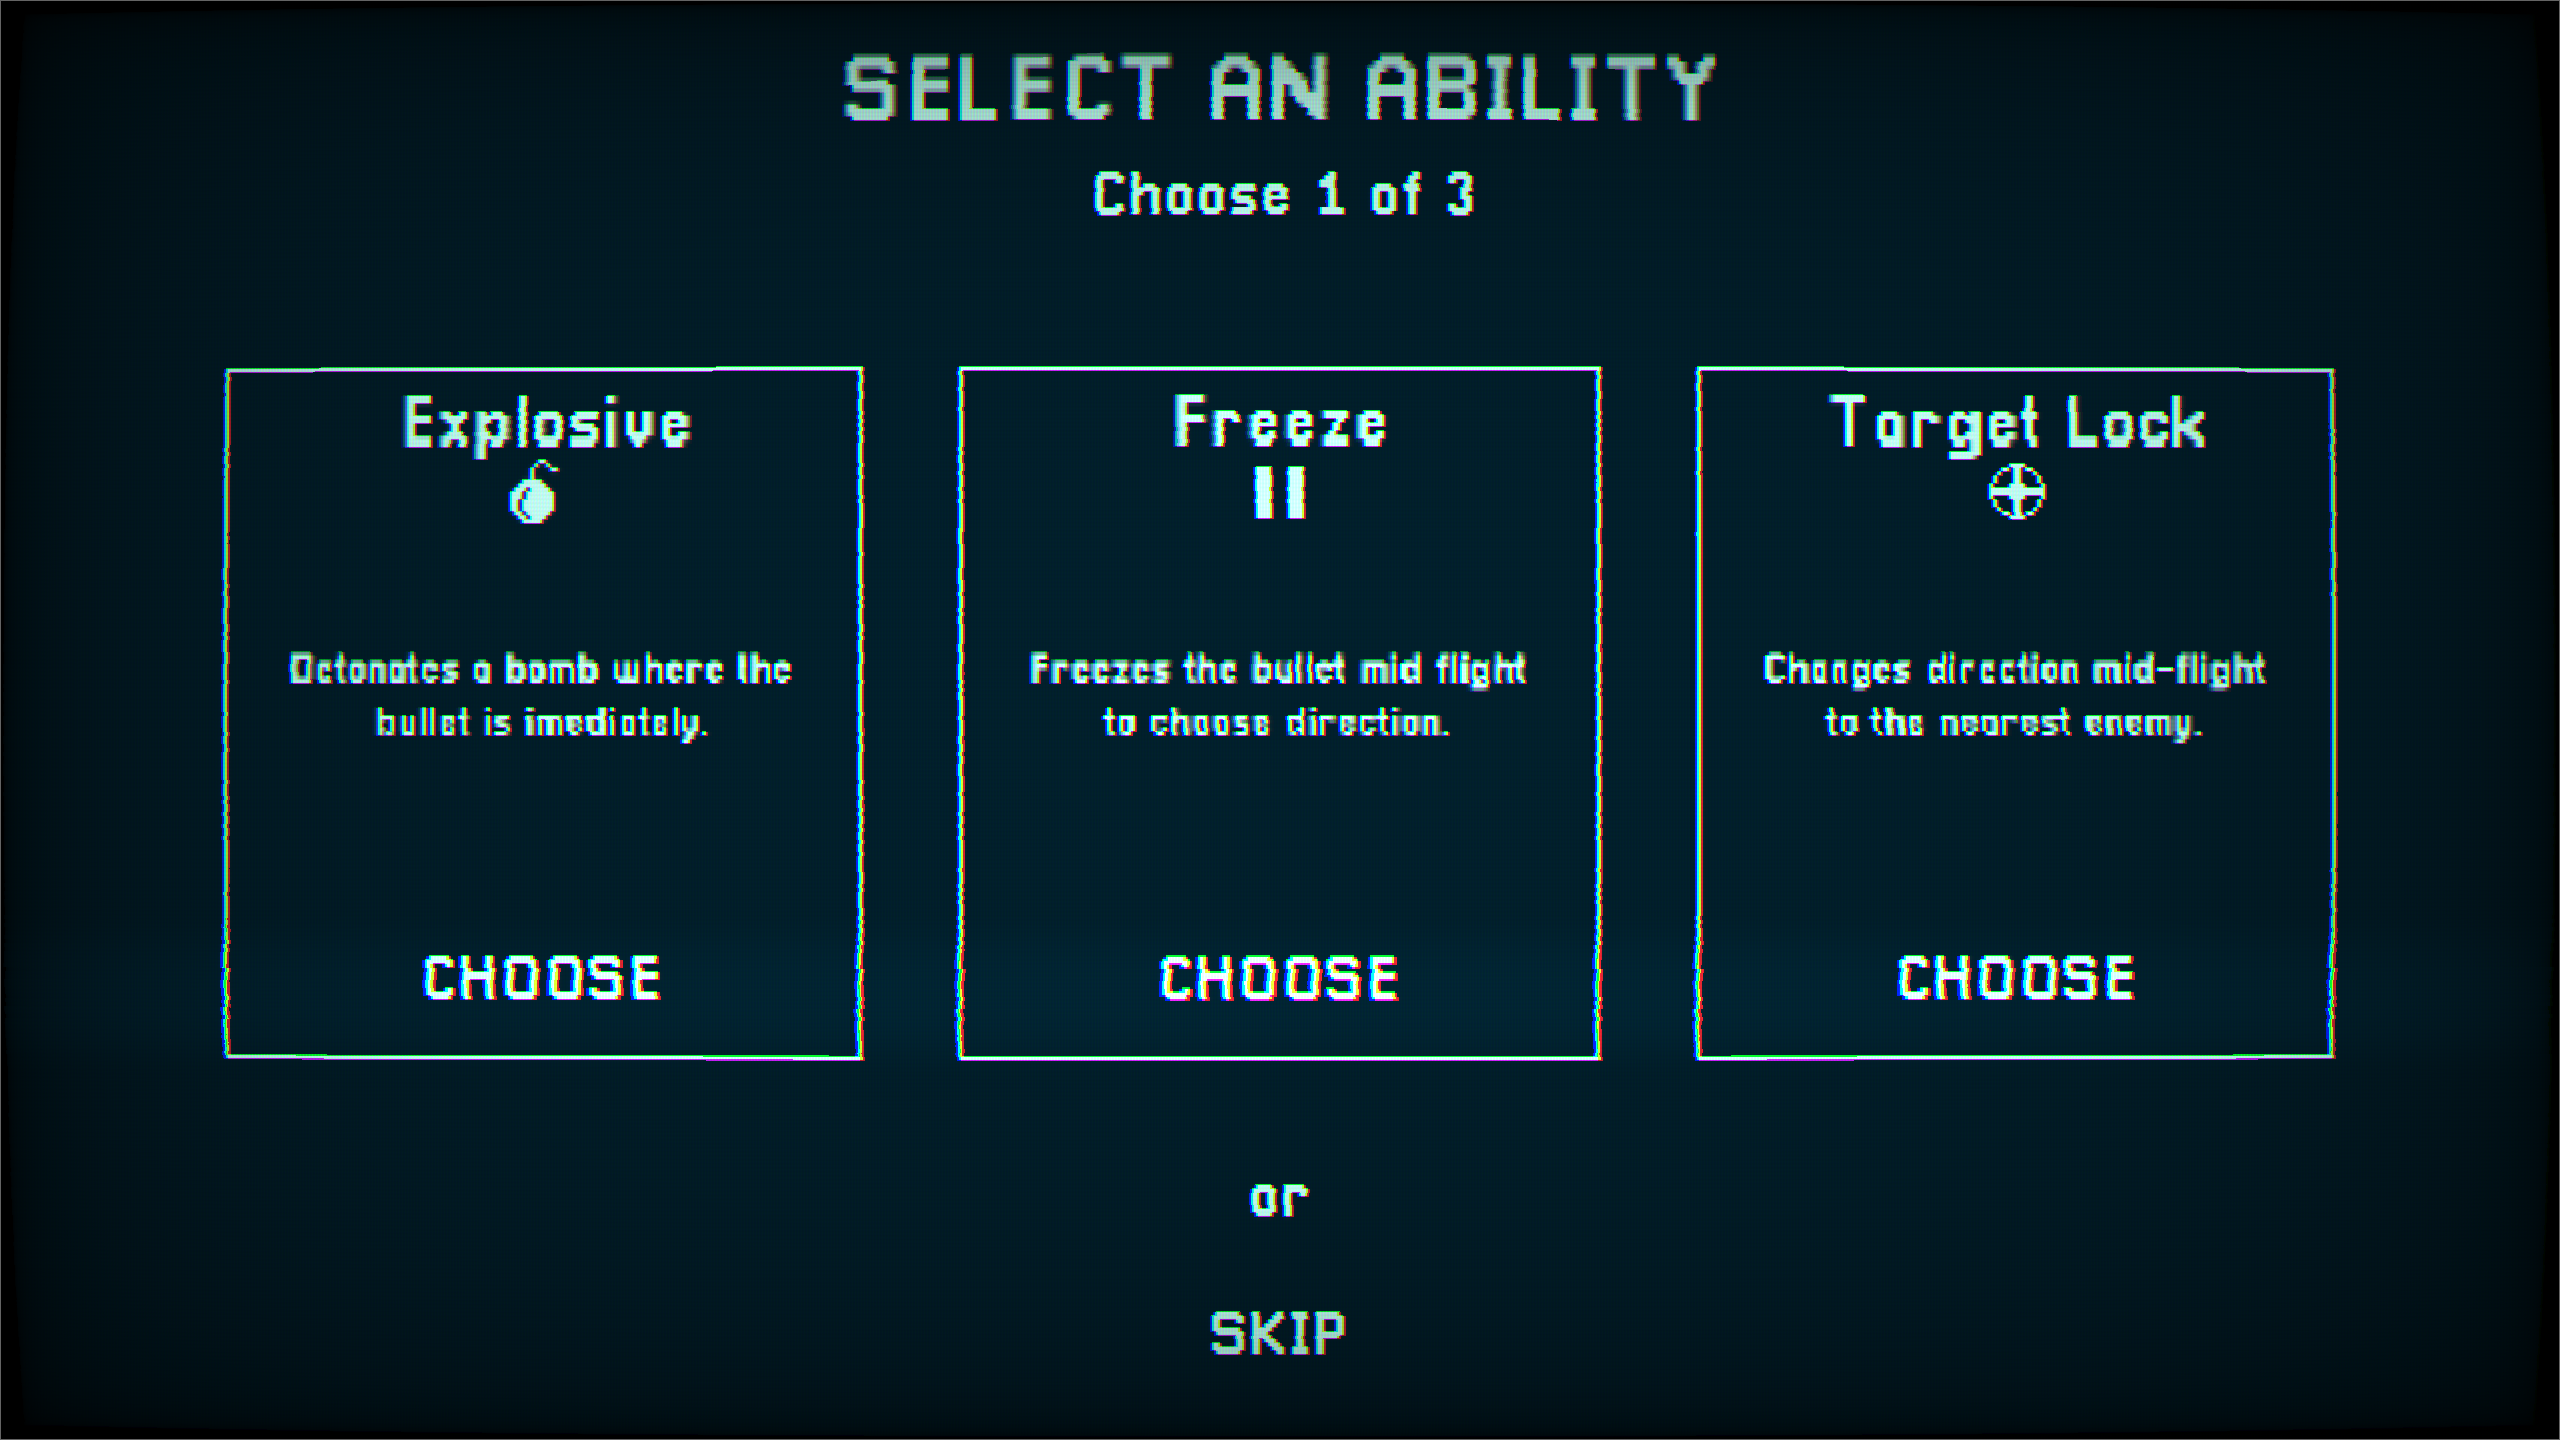 SELECT AN ABILITY
Choose 1 of 3
Explosive
Detonates a bomb where the
bullet is imediately.
CHOOSE
Freeze
Freezes the bullet mid flight
to choose direction.
CHOOSE
Target Lock
Changes direction mid-flight
to the nearest enemy.
CHOOSE
or
SKIP